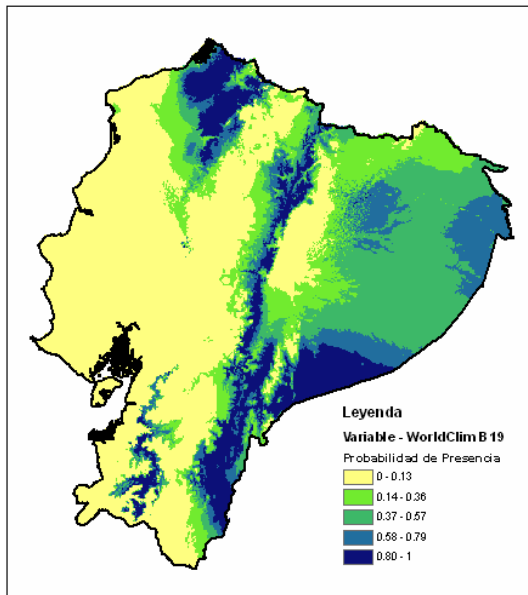 Leyenda
Variable - WorldClim B 19
Probabilidad de Presencia
0 - 0.13
0.14 - 0.36
0.37 - 0.57
0.58 - 0.79
0.80 - 1